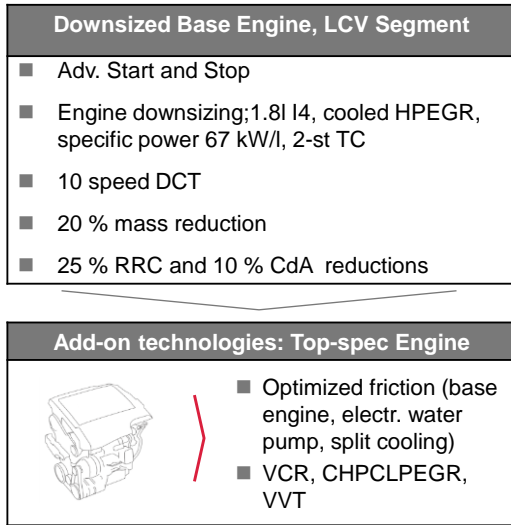 Downsized Base Engine, LCV Segment
■ Adv. Start and Stop
■ Engine downsizing;1.8l I4, cooled HPEGR,
specific power 67 kW/l, 2-st TC
■ 10 speed DCT
■ 20 % mass reduction
■ 25 % RRC and 10 % CdA reductions
Add-on technologies: Top-spec Engine
■ Optimized friction (base
engine, electr. water
pump, split cooling)
■ VCR, CHPCLPEGR,
VVT